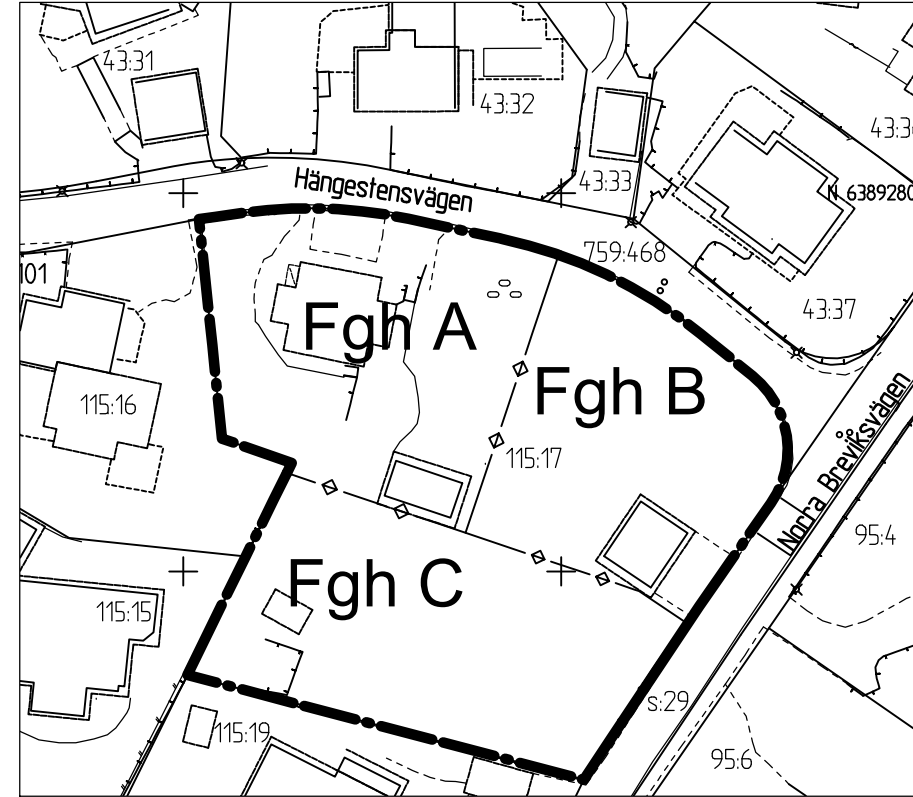 43:31
43:32
43:3
43:33
Hängestensvägen
N 6389280
759:468
101
43:37
Fgh A
Fgh B
115:16
115:17
Norra Breviksvägen
95:4
Fgh C
115:15
s:29
115:19
95:6